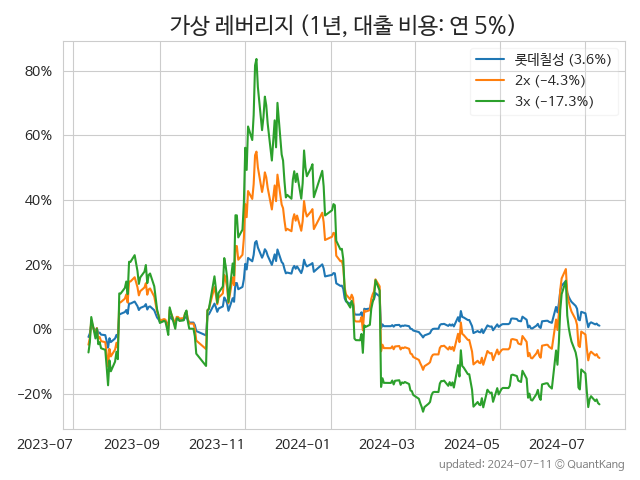 가상 레버리지 (1년, 대출 비용: 연 5%)
롯데칠성 (3.6%)
2x (−4.3%)
3x (−17.3%)
80%
60%
40%
20%
0%
−20%
2023-07 2023-09 2023-11 2024-01 2024-03 2024-05 2024-07
updated: 2024-07-11 © QuantKang